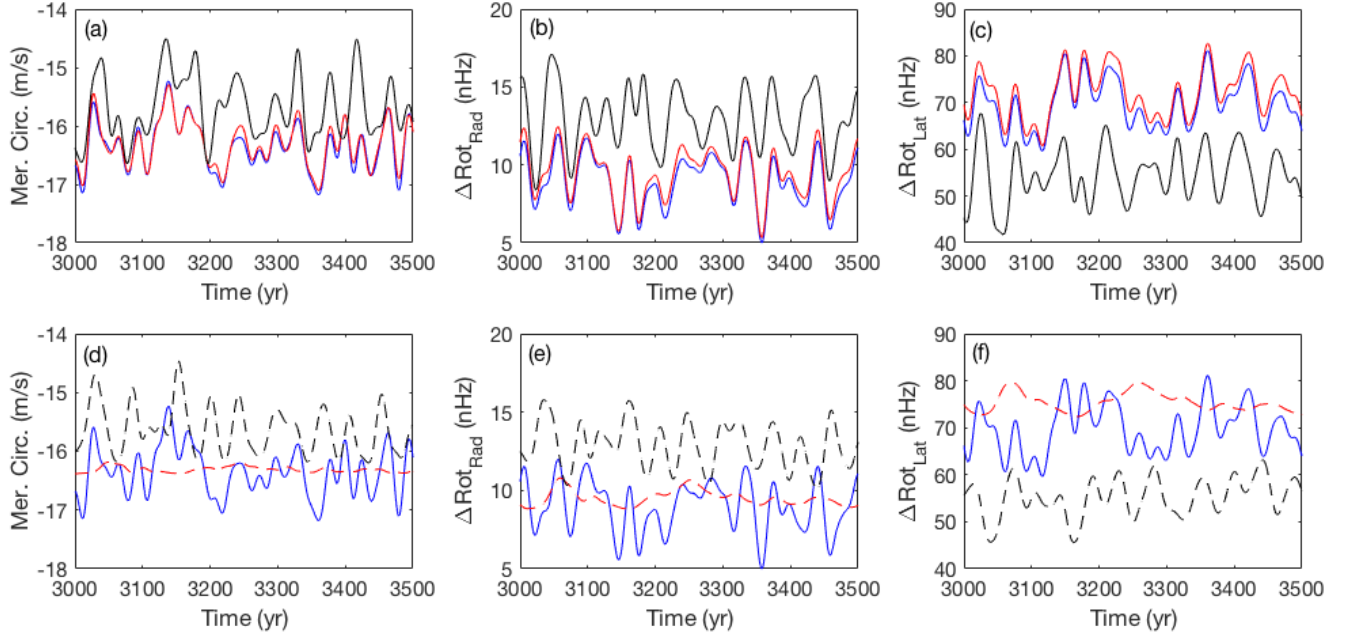 (a)
Mer. Circ. (m/s)
-14
-15
-16
-17
-18
3000 3100 3200 3300 3400 3500
Time (yr)
(b)
ΔRot_Rad (nHz)
20
15
10
5
3000 3100 3200 3300 3400 3500
Time (yr)
(c)
ΔRot_Lat (nHz)
90
80
70
60
50
40
3000 3100 3200 3300 3400 3500
Time (yr)
(d)
Mer. Circ. (m/s)
-14
-15
-16
-17
-18
3000 3100 3200 3300 3400 3500
Time (yr)
(e)
ΔRot_Rad (nHz)
20
15
10
5
3000 3100 3200 3300 3400 3500
Time (yr)
(f)
ΔRot_Lat (nHz)
90
80
70
60
50
40
3000 3100 3200 3300 3400 3500
Time (yr)